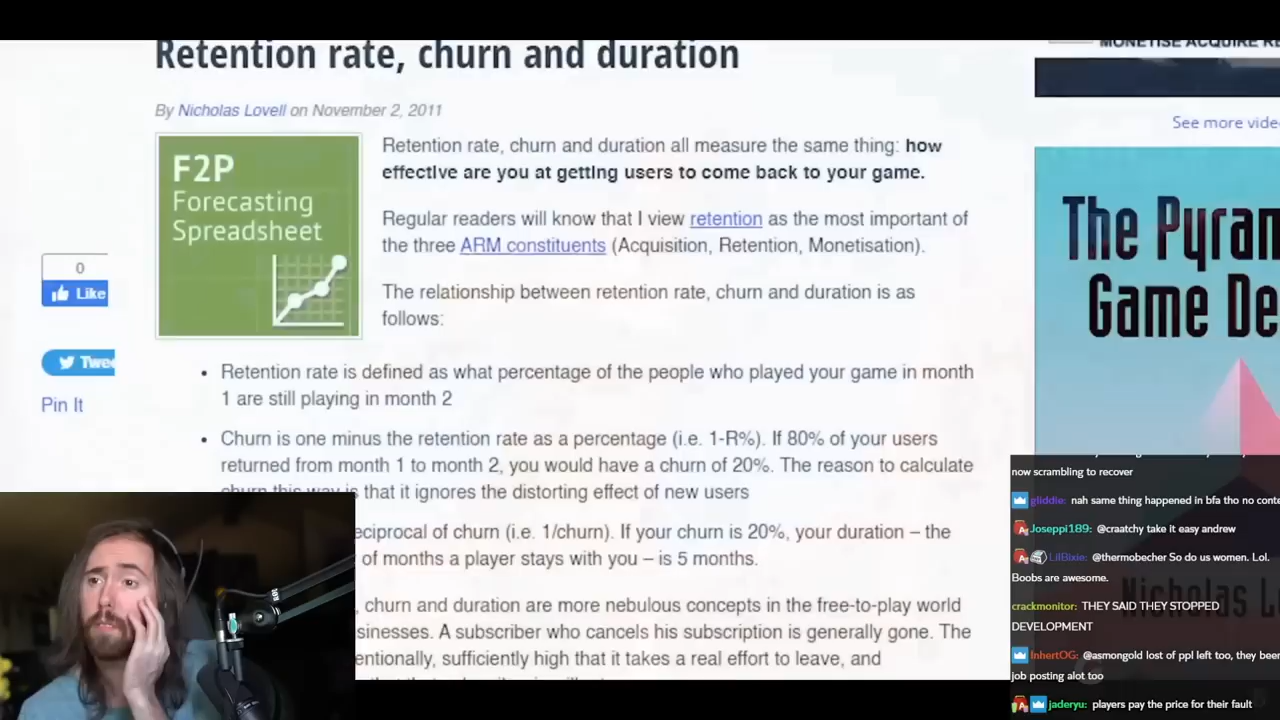 MONETISE ACQUIRE
Retention rate, churn and duration
By Nicholas Lovell on November 2, 2011
See more vide
F2P
Forecasting
Spreadsheet
Retention rate, churn and duration all measure the same thing: how
effective are you at getting users to come back to your game.
Regular readers will know that I view retention as the most important of
the three ARM constituents (Acquisition, Retention, Monetisation).
The relationship between retention rate, churn and duration is as
follows:
0
Like
Twee
Pin It
The Pyram
Game De
Retention rate is defined as what percentage of the people who played your game in month
1 are still playing in month 2
Churn is one minus the retention rate as a percentage (i.e. 1-R%). If 80% of your users
returned from month 1 to month 2, you would have a churn of 20%. The reason to calculate
churn this way is that it ignores the distorting effect of new users
eciprocal of churn (i.e. 1/churn). If your churn is 20%, your duration – the
of months a player stays with you – is 5 months.
, churn and duration are more nebulous concepts in the free-to-play world
sinesses. A subscriber who cancels his subscription is generally gone. The
entionally, sufficiently high that it takes a real effort to leave, and
now scrambling to recover
gliddie: nah same thing happened in bfa tho no conte
Joseppi189: @craatchy take it easy andrew
LilBixie: @thermobecher So do us women. Lol.
Boobs are awesome.
crackmonitor: THEY SAID THEY STOPPED
DEVELOPMENT
InhertOG: @asmongold lost of ppl left too, they been
job posting alot too
jaderyu: players pay the price for their fault
Nicholas L